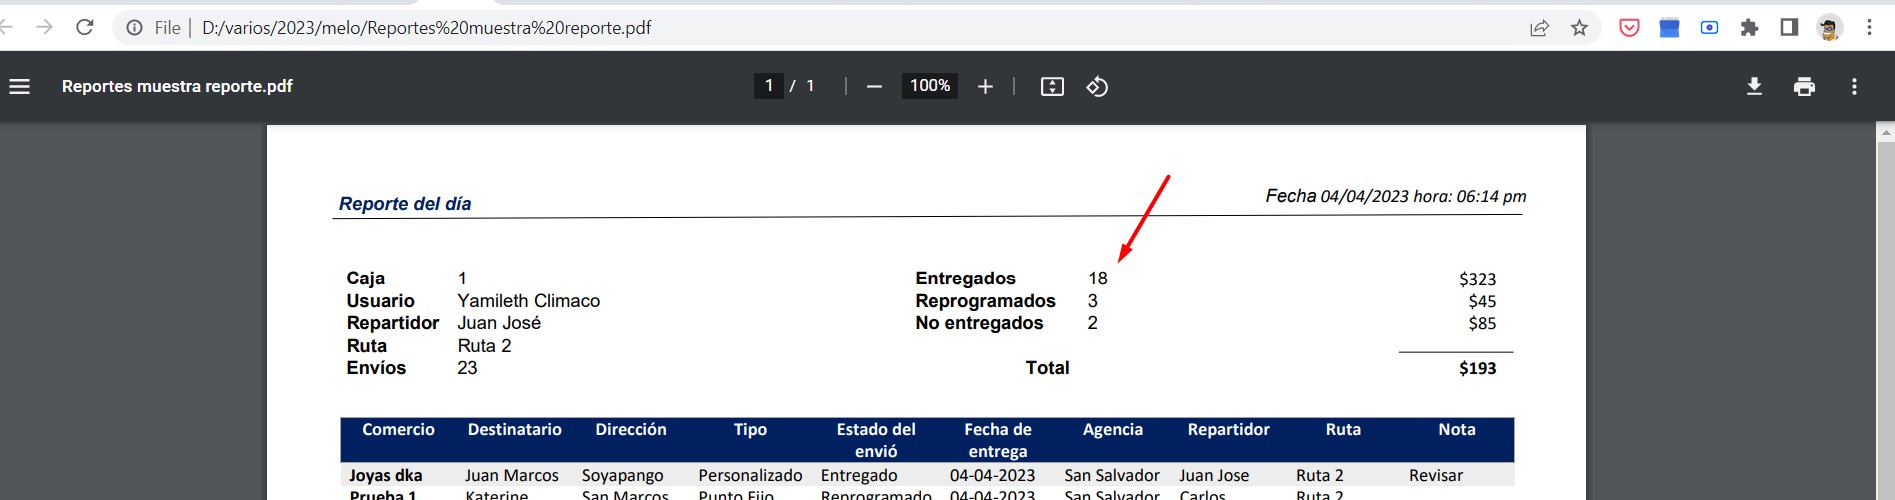 File | D:/varios/2023/melo/Reportes%20muestra%20reporte.pdf
Reportes muestra reporte.pdf 1 / 1 100%
Reporte del día Fecha 04/04/2023 hora: 06:14 pm
Caja 1 Entregados 18 $323
Usuario Yamileth Climaco Reprogramados 3 $45
Repartidor Juan José No entregados 2 $85
Ruta Ruta 2
Envíos 23 Total $193
Comercio Destinatario Dirección Tipo Estado del envió Fecha de entrega Agencia Repartidor Ruta Nota
Joyas dka Juan Marcos Soyapango Personalizado Entregado 04-04-2023 San Salvador Juan Jose Ruta 2 Revisar
Prueba 1 Katerine San Marcos Punto Fijo Reprogramado 04-04-2023 San Salvador Carlos Ruta 2